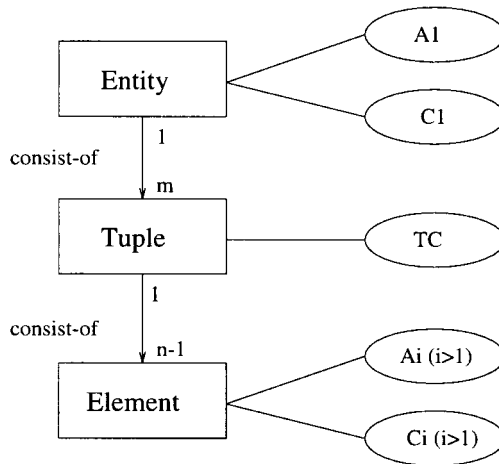 A1
Entity
C1
1
consist-of
m
Tuple
TC
1
consist-of
n-1
Ai (i>1)
Element
Ci (i>1)